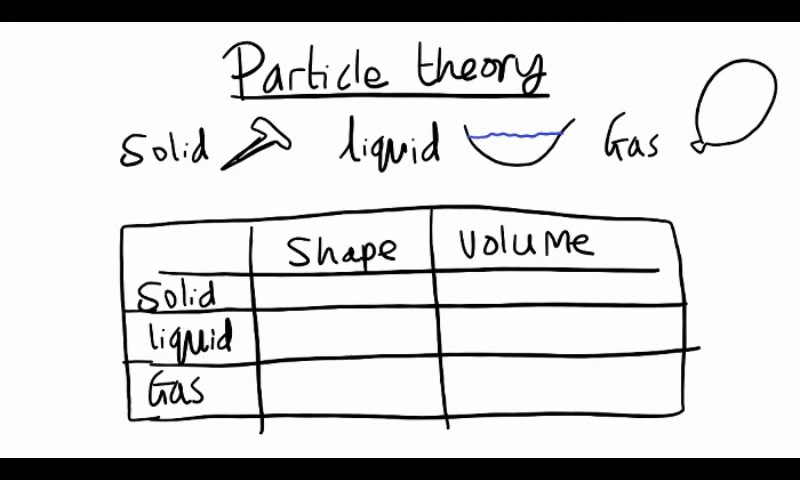 Particle theory
Solid liquid Gas
Shape Volume
Solid
liquid
Gas